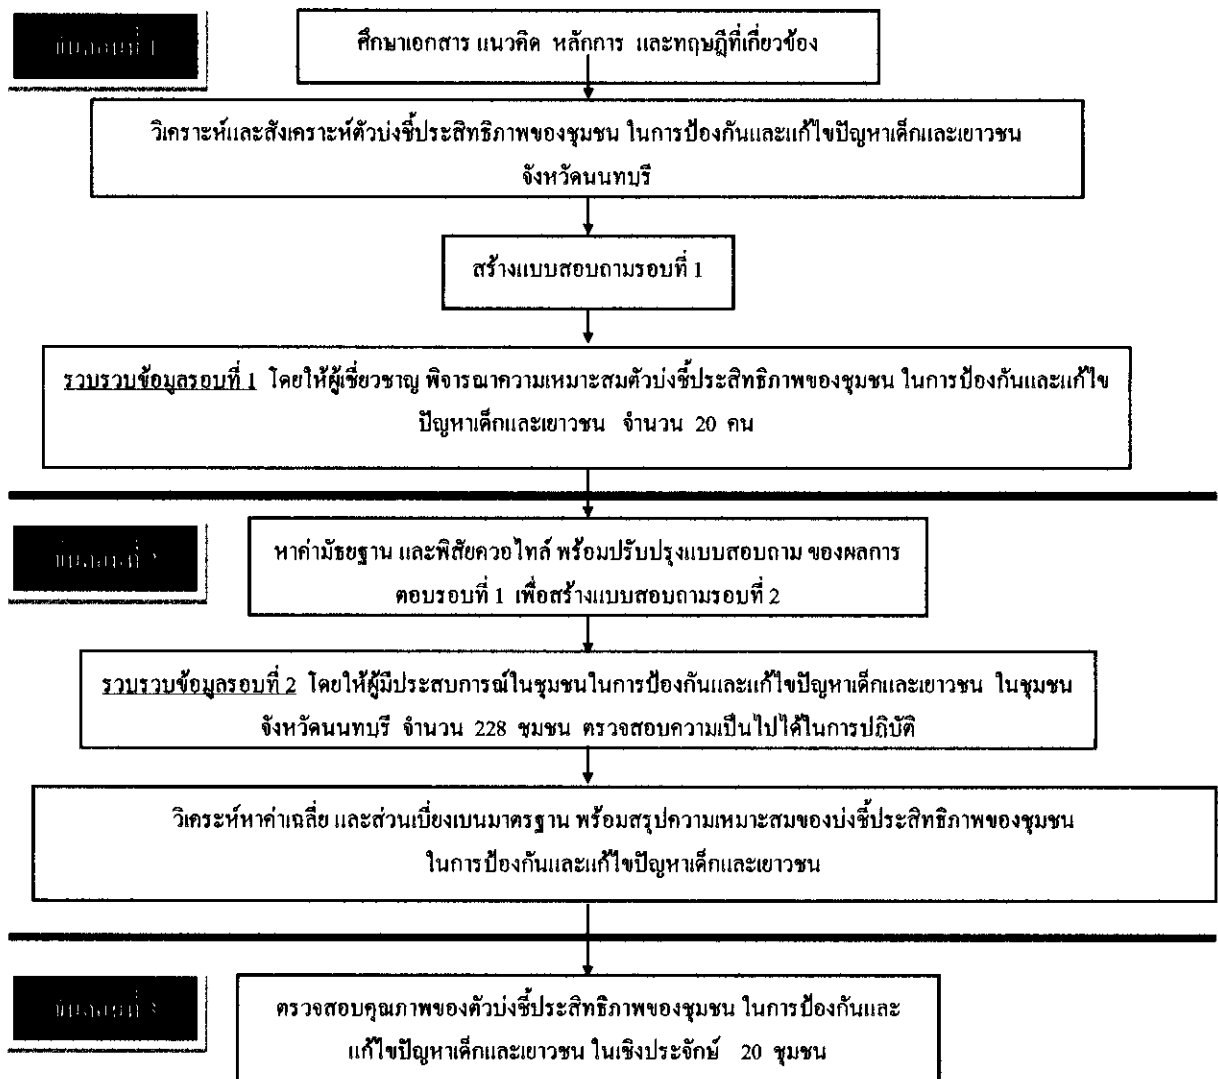 ขั้นตอนที่ 1
ศึกษาเอกสาร แนวคิด หลักการ และทฤษฎีที่เกี่ยวข้อง
วิเคราะห์และสังเคราะห์ตัวบ่งชี้ประสิทธิภาพของชุมชน ในการป้องกันและแก้ไขปัญหาเด็กและเยาวชน
จังหวัดนนทบุรี
สร้างแบบสอบถามรอบที่ 1
รวบรวบข้อมูลรอบที่ 1 โดยให้ผู้เชี่ยวชาญ พิจารณาความเหมาะสมตัวบ่งชี้ประสิทธิภาพของชุมชน ในการป้องกันและแก้ไข
ปัญหาเด็กและเยาวชน จำนวน 20 คน
ขั้นตอนที่
หาค่ามัธยฐาน และพิสัยควอไทล์ พร้อมปรับปรุงแบบสอบถาม ของผลการ
ตอบรอบที่ 1 เพื่อสร้างแบบสอบถามรอบที่ 2
รวบรวบข้อมูลรอบที่ 2 โดยให้ผู้มีประสบการณ์ในชุมชนในการป้องกันและแก้ไขปัญหาเด็กและเยาวชน ในชุมชน
จังหวัดนนทบุรี จำนวน 228 ชุมชน ตรวจสอบความเป็นไปได้ในการปฏิบัติ
วิเคระห์หาค่าเฉลี่ย และส่วนเบี่ยงเบนมาตรฐาน พร้อมสรุปความเหมาะสมของบ่งชี้ประสิทธิภาพของชุมชน
ในการป้องกันและแก้ไขปัญหาเด็กและเยาวชน
ขั้นตอนที่ 3
ตรวจสอบคุณภาพของตัวบ่งชี้ประสิทธิภาพของชุมชน ในการป้องกันและ
แก้ไขปัญหาเด็กและเยาวชน ในเชิงประจักษ์ 20 ชุมชน